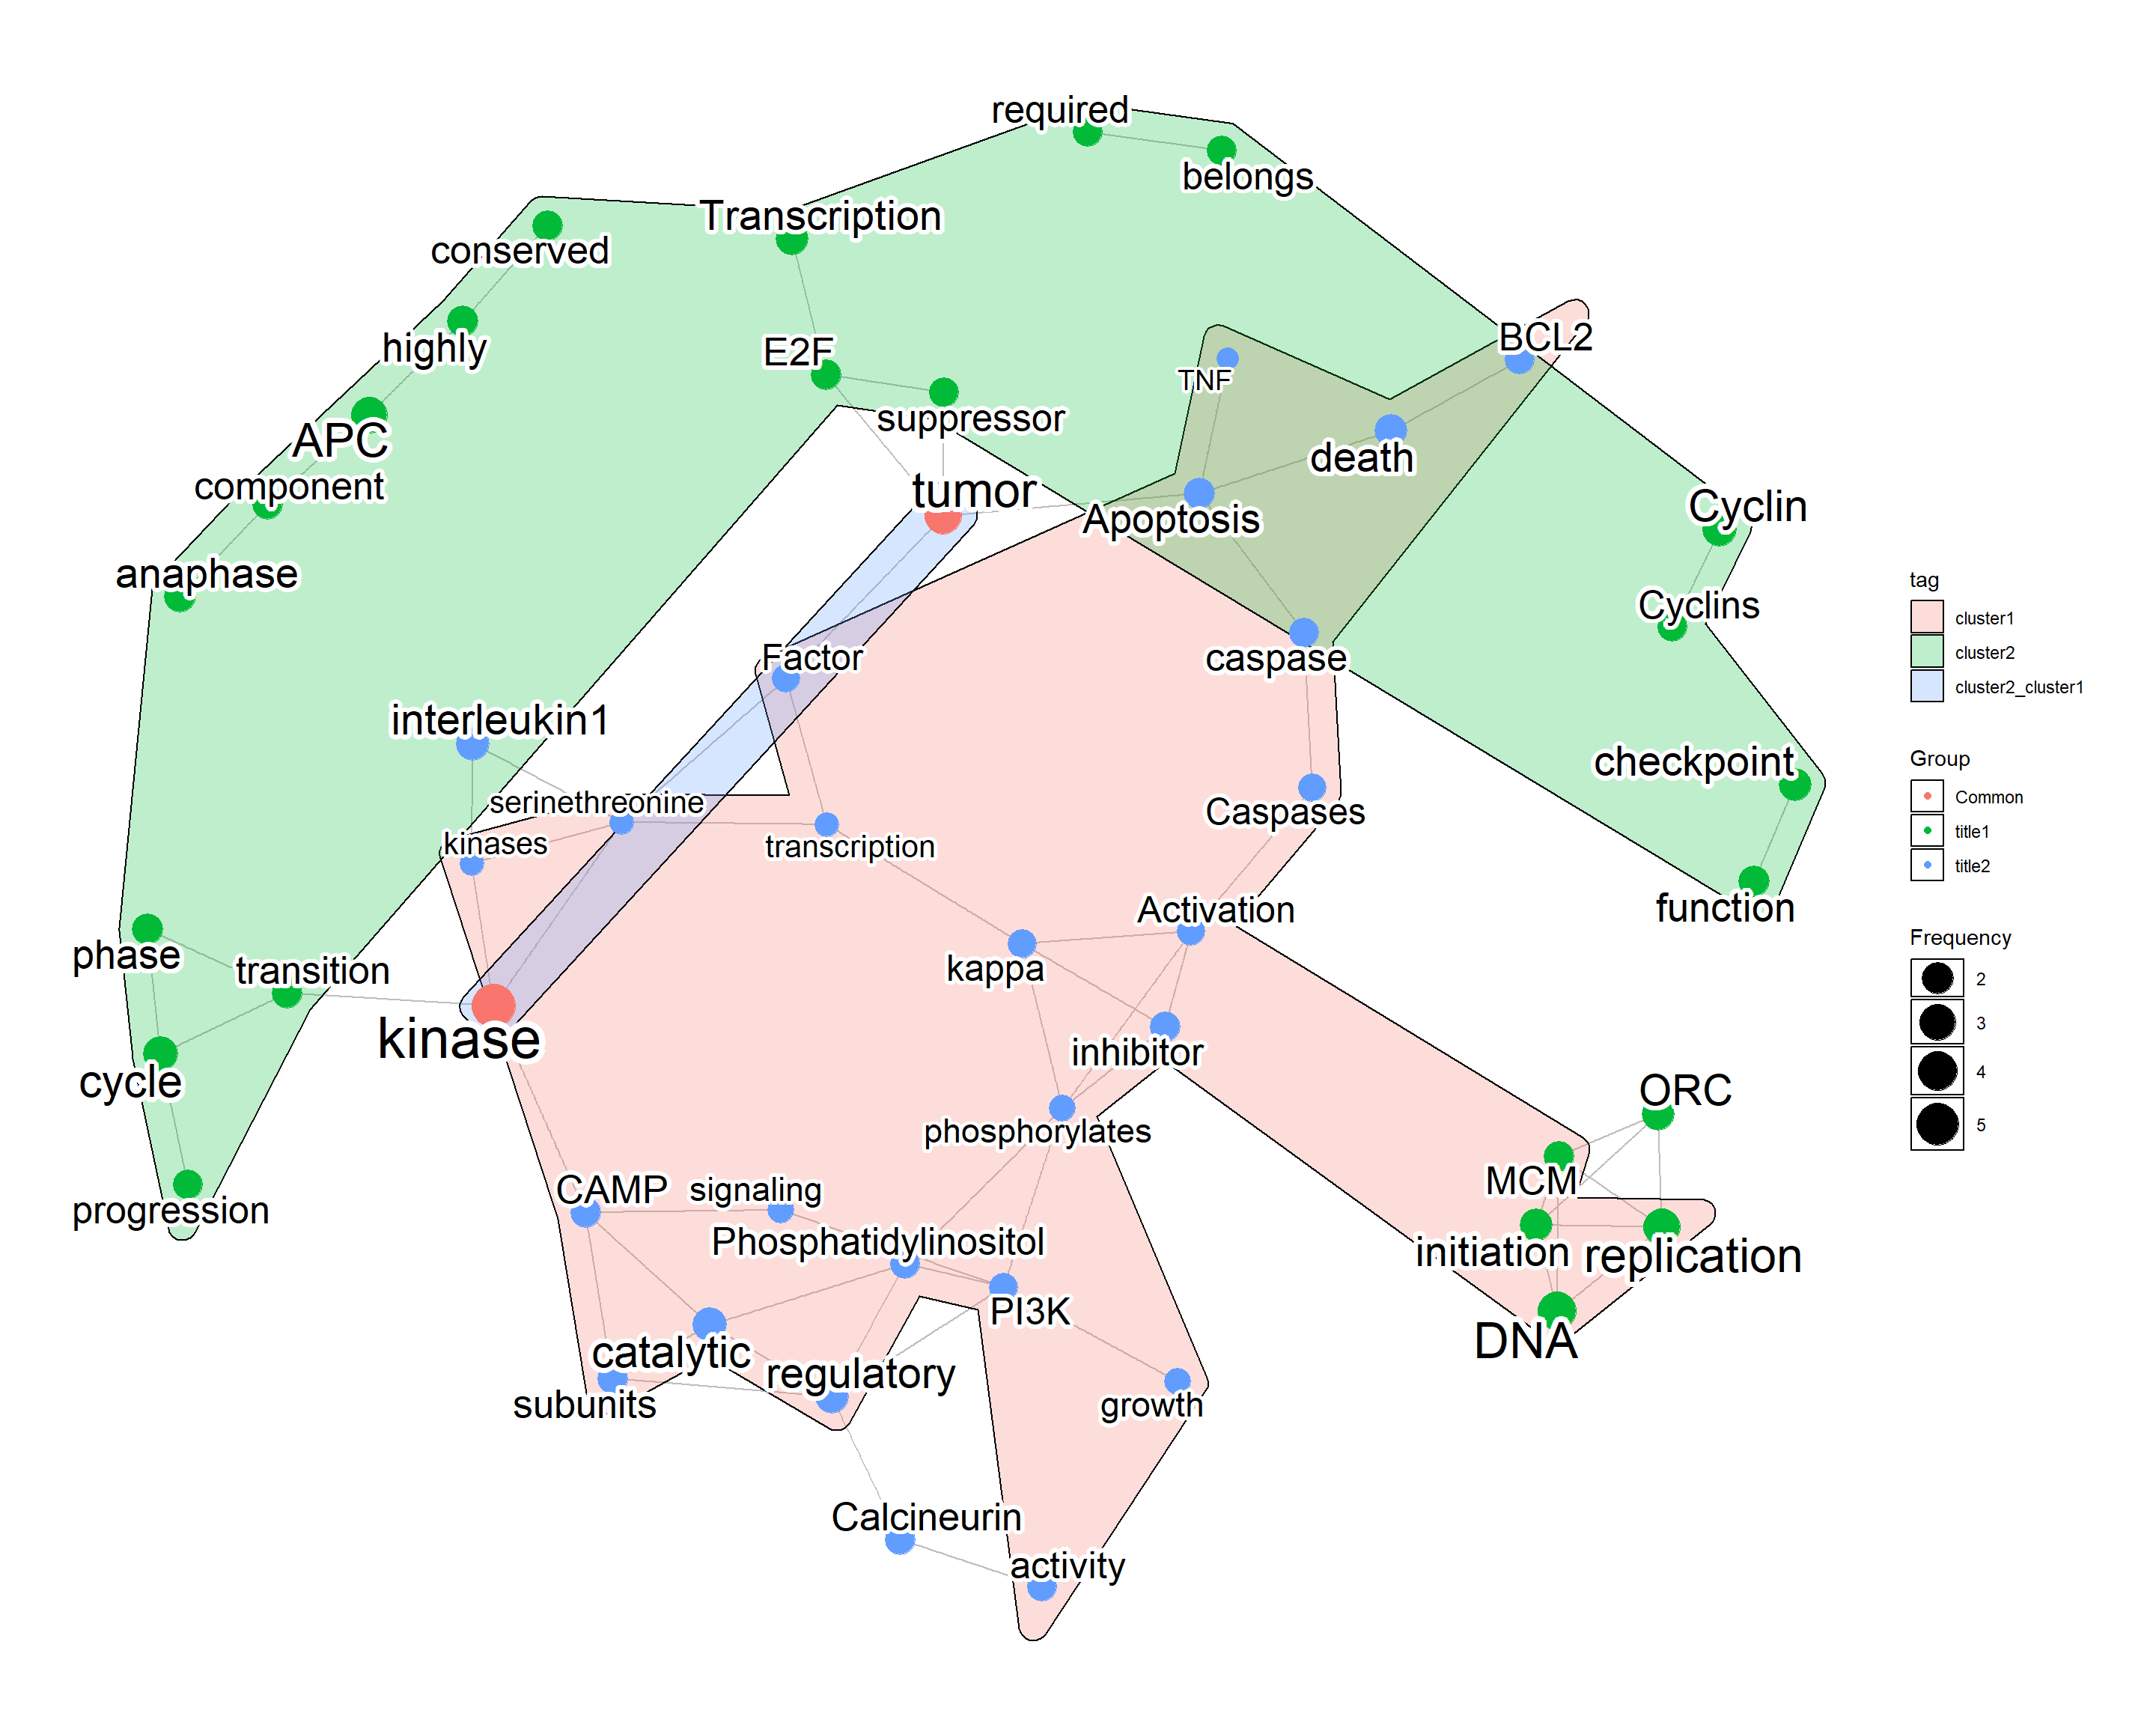 required
belongs
Transcription
conserved
highly
E2F
BCL2
TNF
suppressor
APC
death
component
tumor
Cyclin
Apoptosis
anaphase
tag
cluster1
cluster2
cluster2_cluster1
Cyclins
Factor
caspase
interleukin1
checkpoint
Group
Common
title1
title2
serinethreonine
kinases
transcription
Caspases
Activation
function
Frequency
2
3
4
5
phase
transition
kappa
kinase
inhibitor
cycle
ORC
phosphorylates
MCM
CAMP
signaling
progression
Phosphatidylinositol
initiation
replication
PI3K
DNA
catalytic
regulatory
subunits
growth
Calcineurin
activity